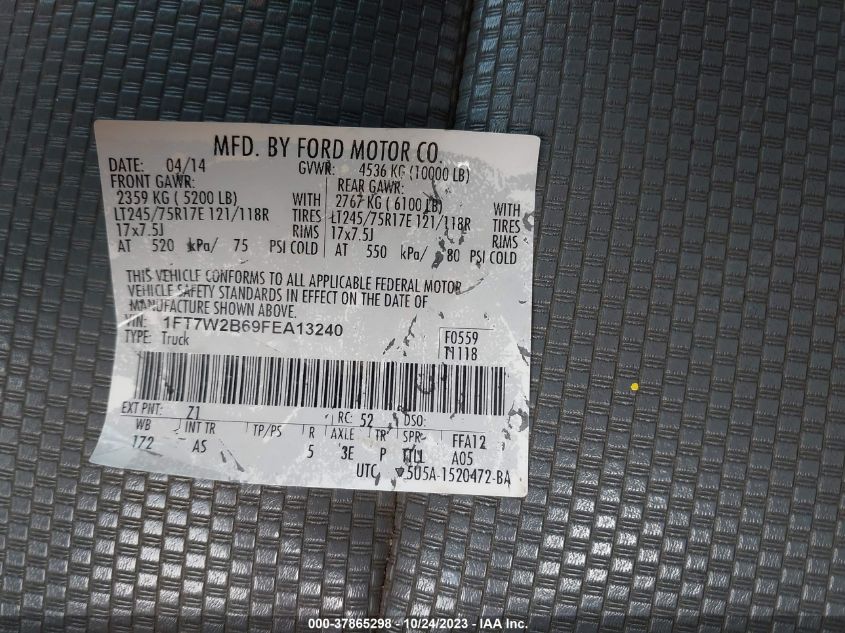 MFD. BY FORD MOTOR CO.
DATE: 04/14 GVWR: 4536 KG (10000 LB)
FRONT GAWR: REAR GAWR:
2359 KG ( 5200 LB) WITH 2767 KG ( 6100 LB) WITH
LT245/75R17E 121/118R TIRES LT245/75R17E 121/118R TIRES
17x7.5J RIMS 17x7.5J RIMS
AT 520 kPa/ 75 PSI COLD AT 550 kPa/ 80 PSI COLD
THIS VEHICLE CONFORMS TO ALL APPLICABLE FEDERAL MOTOR
VEHICLE SAFETY STANDARDS IN EFFECT ON THE DATE OF
MANUFACTURE SHOWN ABOVE.
VIN: 1FT7W2B69FEA13240 F0559
TYPE: Truck T1118
EXT PNT: Z1 RC: 52 DSO:
WB INT TR TP/PS R AXLE TR SPR FFA12
172 AS 5 3E P A05
UTC 5U5A-1520472-BA
000-37865298 - 10/24/2023 - IAA Inc.